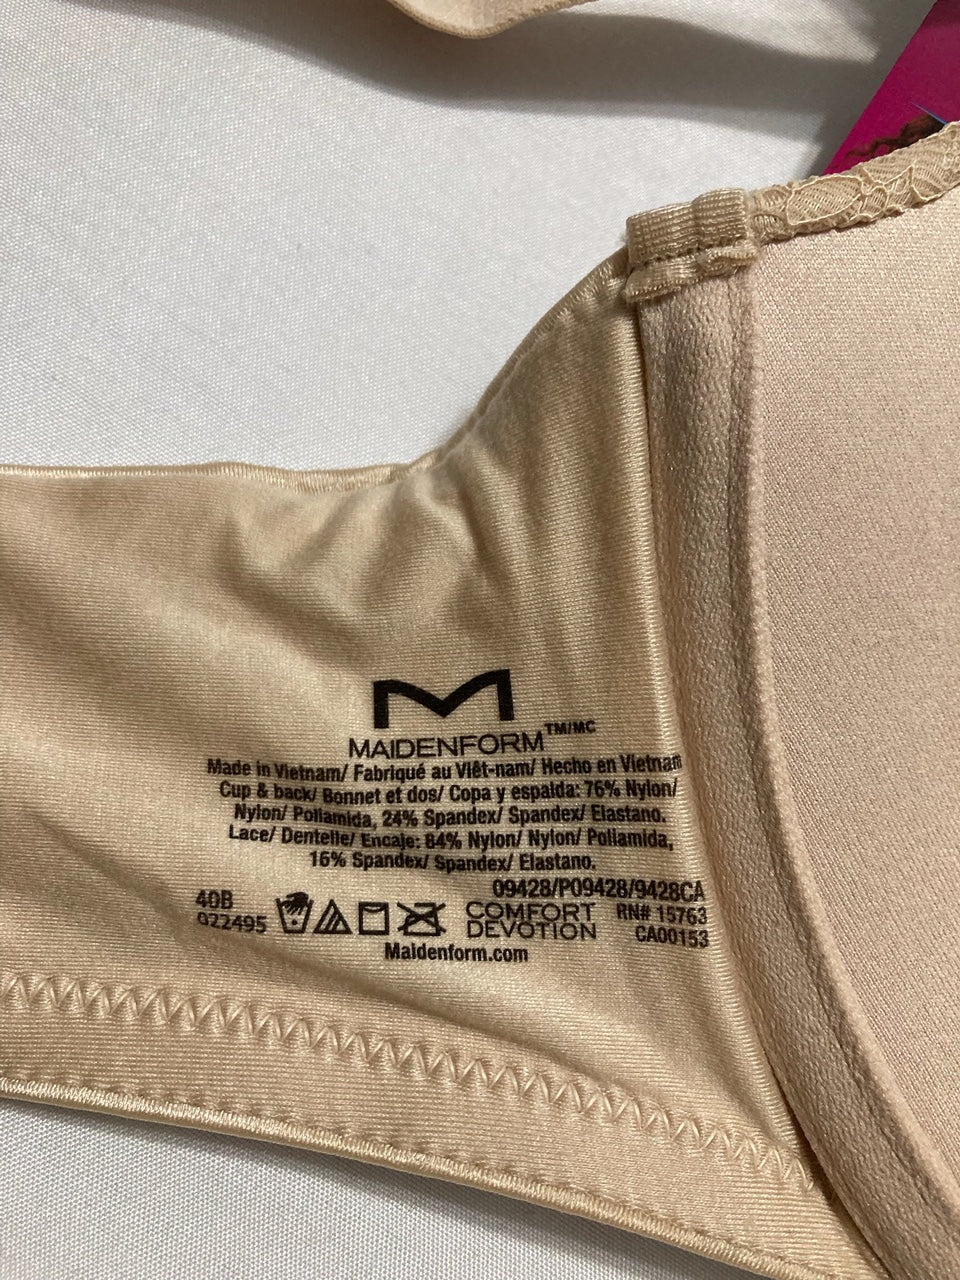 MAIDENFORM TM/MC
Made in Vietnam/ Fabriqué au Viêt-nam/ Hecho en Vietnam
Cup & back/ Bonnet et dos/ Copa y espalda: 76% Nylon/
Nylon/ Poliamida, 24% Spandex/ Spandex/ Elastano.
Lace/ Dentelle/ Encaje: 84% Nylon/ Nylon/ Poliamida,
16% Spandex/ Spandex/ Elastano.
09428/P09428/9428CA
40B
022495
COMFORT
DEVOTION
RN# 15763
CA00153
Maidenform.com